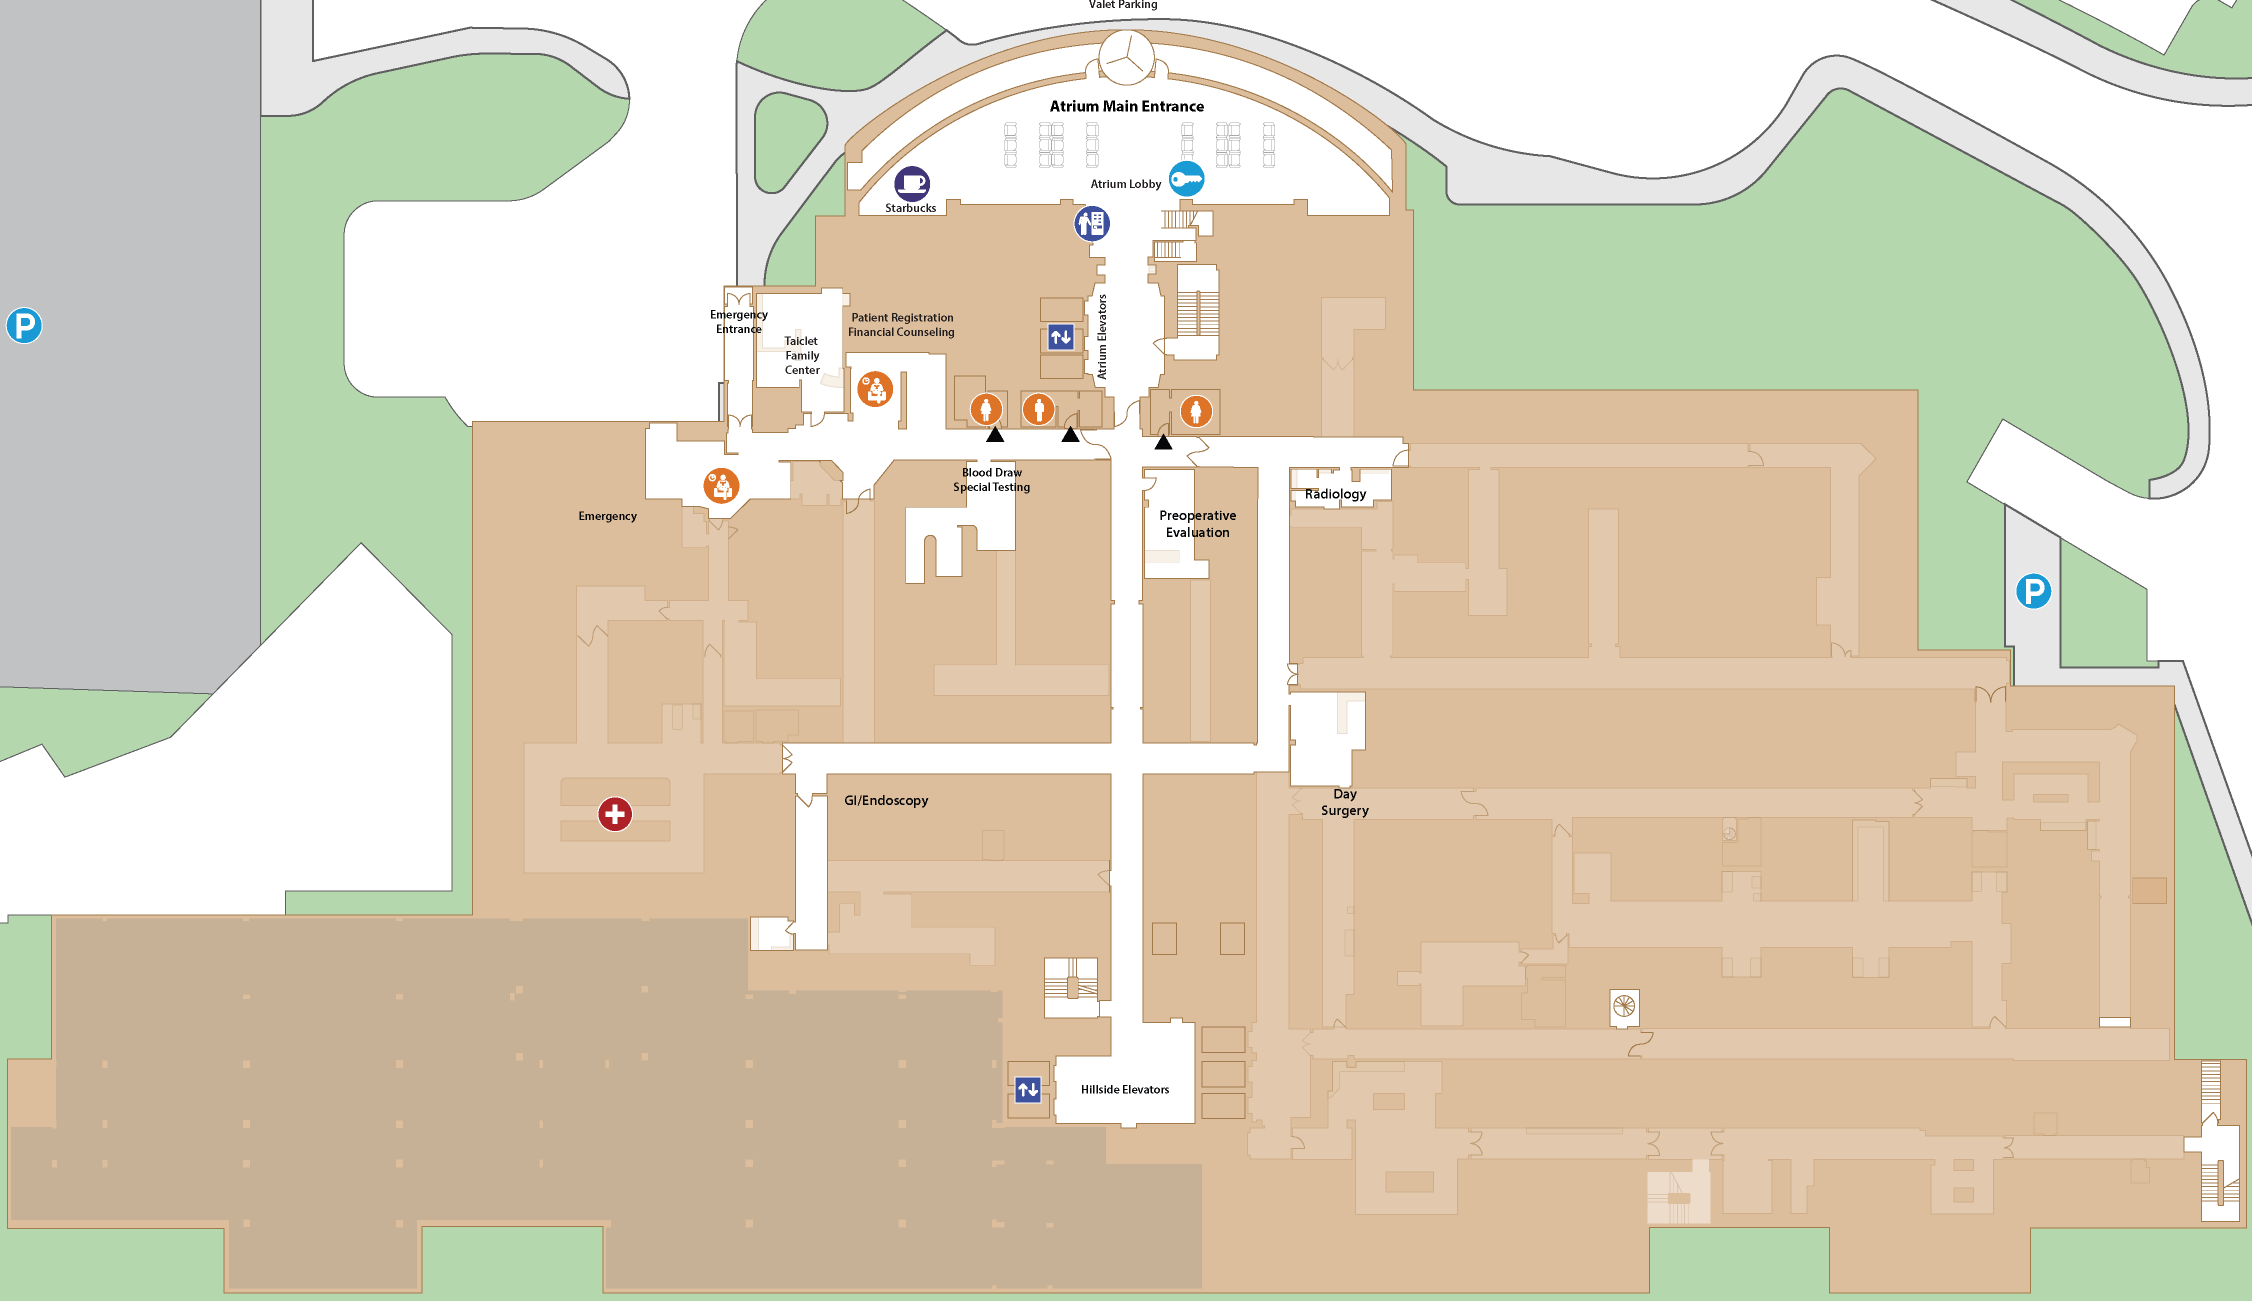 Valet Parking
Atrium Main Entrance
Atrium Lobby
Starbucks
Emergency
Entrance
Taiclet
Family
Center
Patient Registration
Financial Counseling
Atrium Elevators
Blood Draw
Special Testing
Emergency
Radiology
Preoperative
Evaluation
GI/Endoscopy
Day
Surgery
Hillside Elevators
P
P